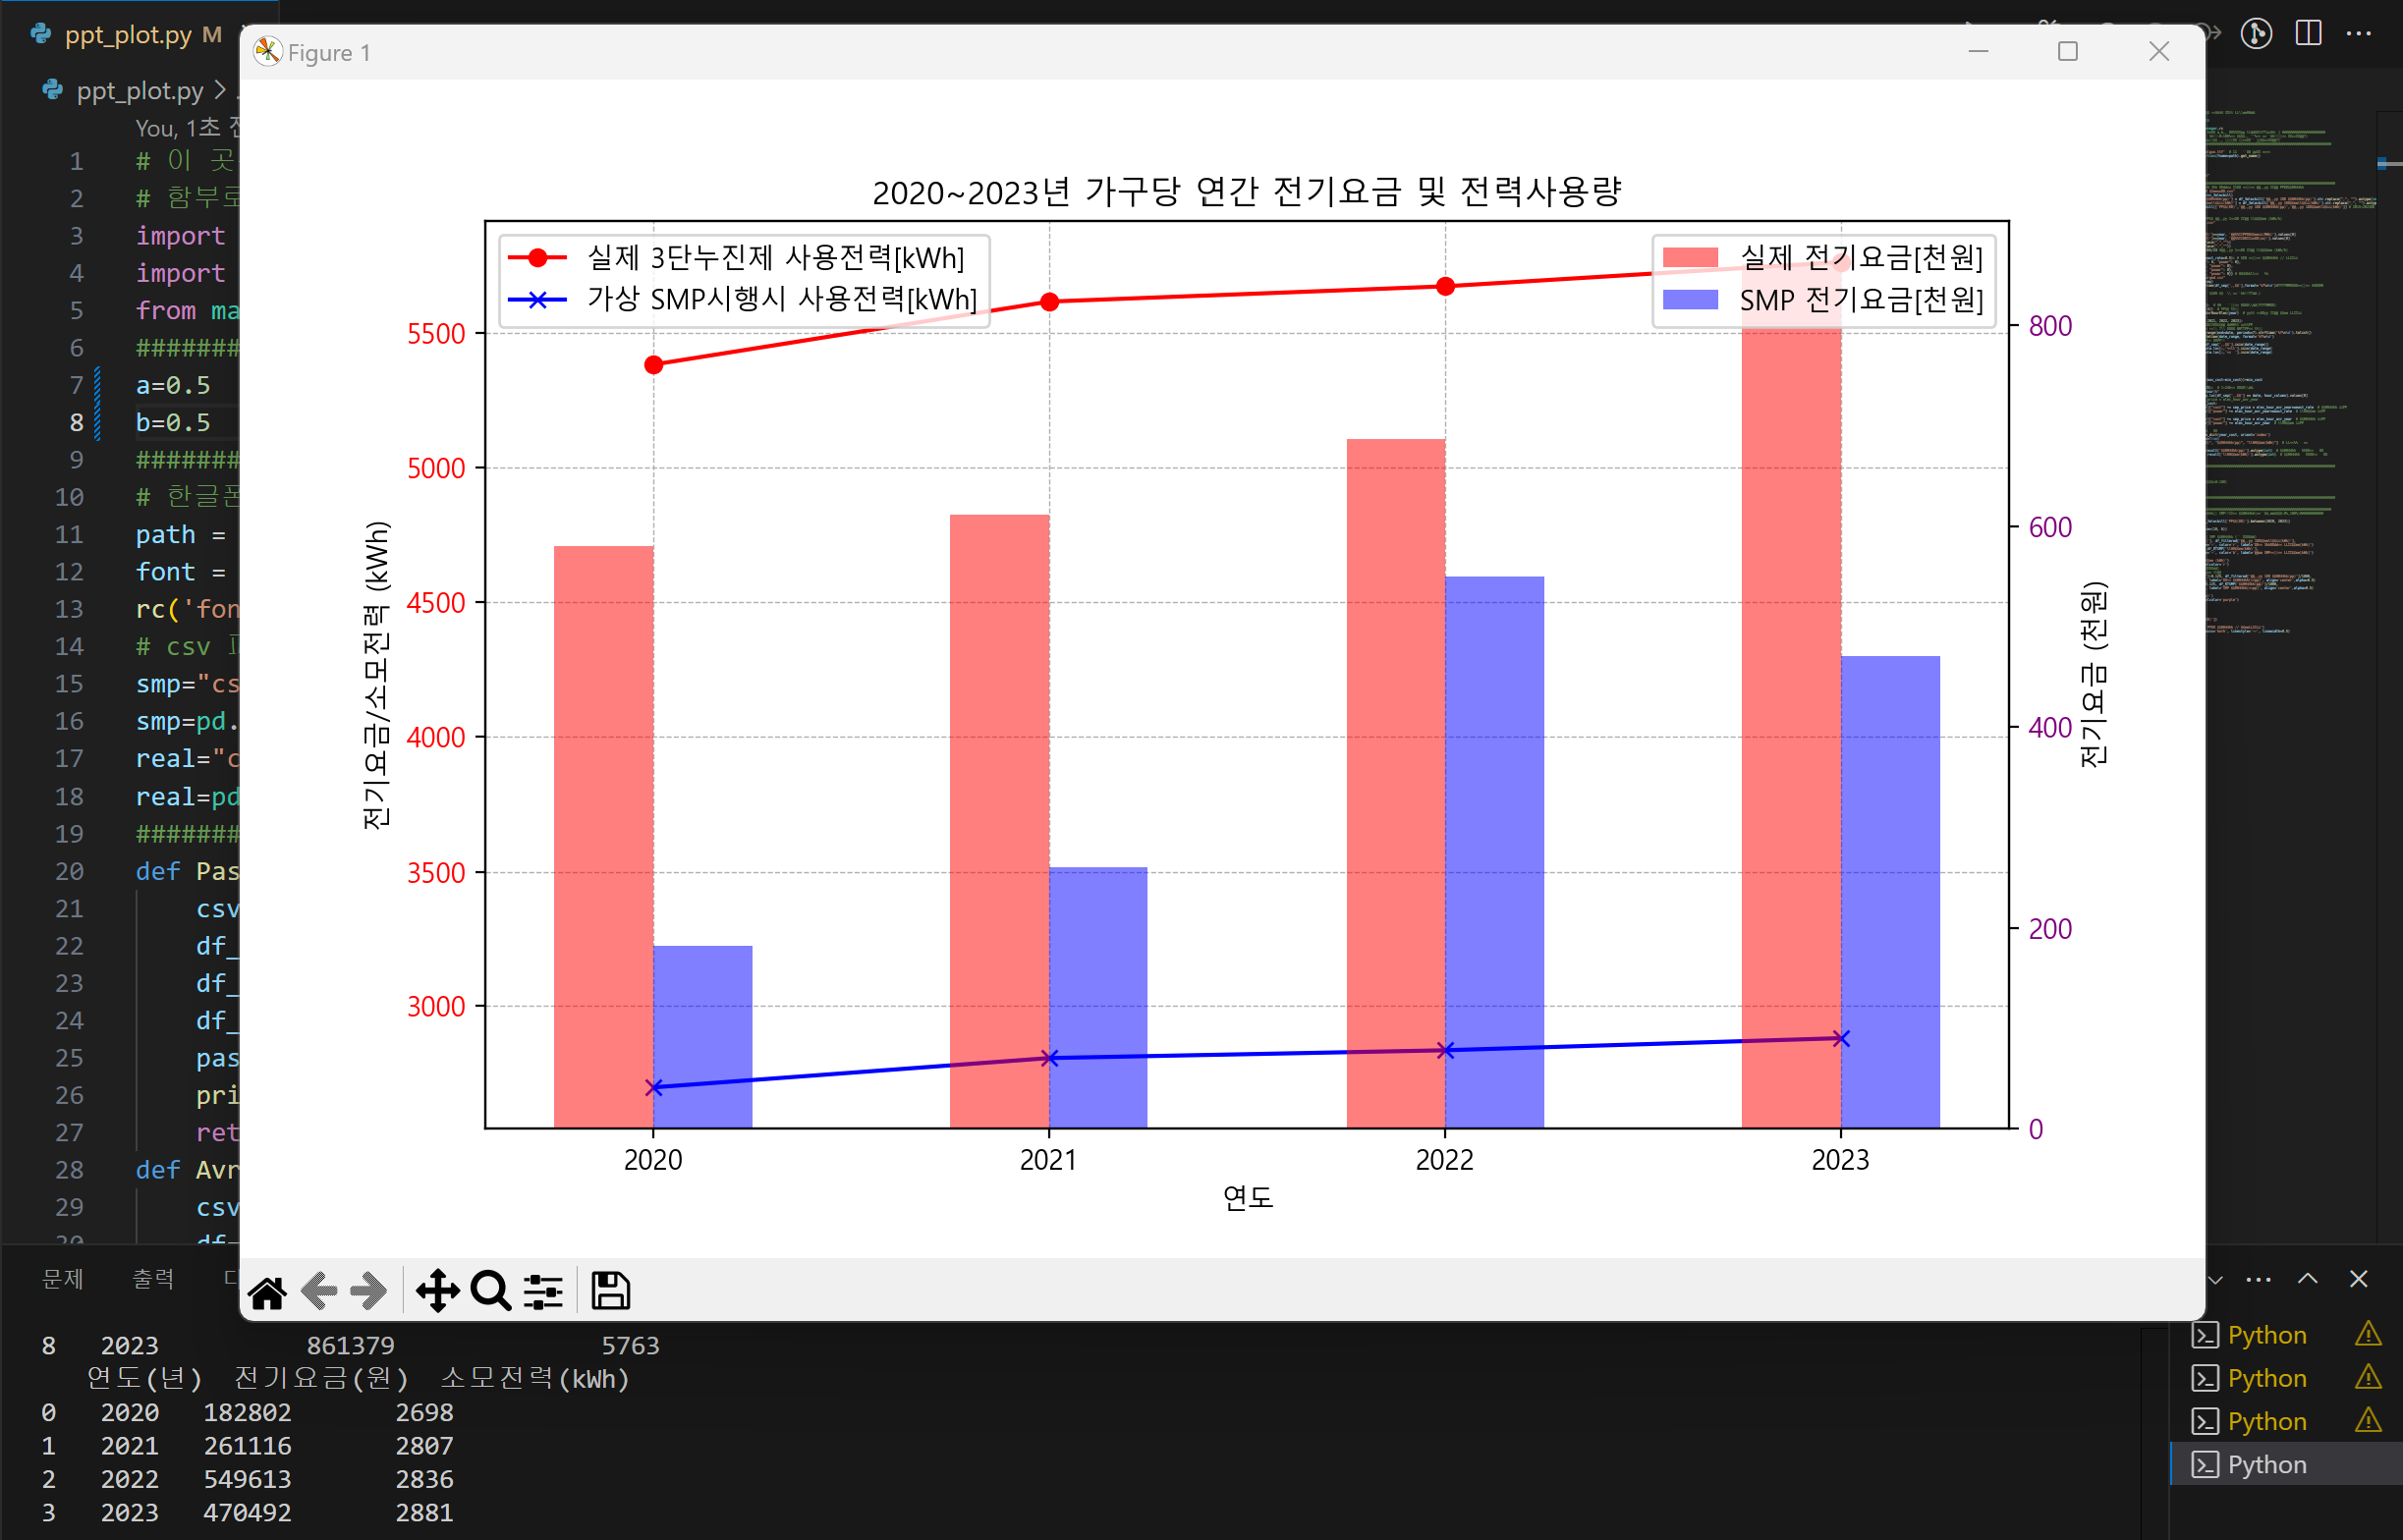 ppt_plot.py M
Figure 1
ppt_plot.py
You, 1초 전
1 # 이 곳
2 # 함부로
3 import
4 import
5 from ma
6 #######
7 a=0.5
8 b=0.5
9 #######
10 # 한글폰
11 path =
12 font =
13 rc('fon
14 # csv 파
15 smp="cs
16 smp=pd.
17 real="c
18 real=pd
19 #######
20 def Pas
21 csv
22 df_
23 df_
24 df_
25 pas
26 pri
27 ret
28 def Avr
29 csv
30 df=
2020~2023년 가구당 연간 전기요금 및 전력사용량
실제 3단누진제 사용전력[kWh]
가상 SMP시행시 사용전력[kWh]
실제 전기요금[천원]
SMP 전기요금[천원]
전기요금/소모전력 (kWh)
5500
5000
4500
4000
3500
3000
800
600
400
200
0
전기요금 (천원)
2020 2021 2022 2023
연도
문제 출력
8 2023 861379 5763
연도(년) 전기요금(원) 소모전력(kWh)
0 2020 182802 2698
1 2021 261116 2807
2 2022 549613 2836
3 2023 470492 2881
Python
Python
Python
Python